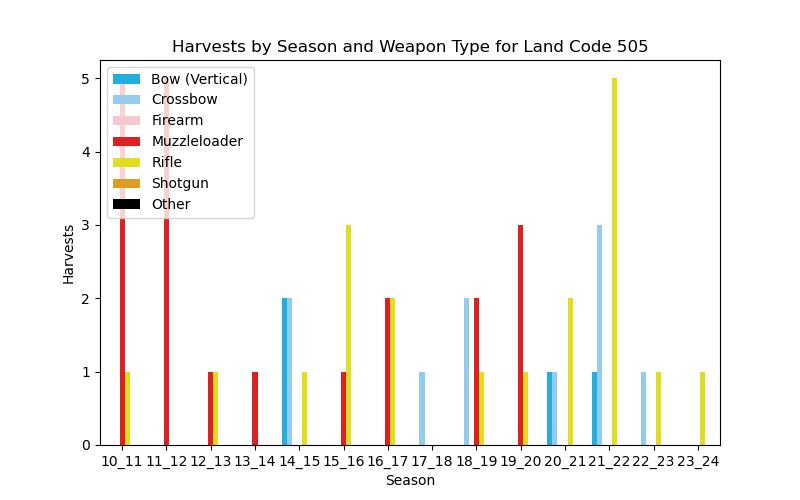 Harvests by Season and Weapon Type for Land Code 505
Bow (Vertical)
Crossbow
Firearm
Muzzleloader
Rifle
Shotgun
Other
5
4
3
2
1
0
Harvests
10_11 11_12 12_13 13_14 14_15 15_16 16_17 17_18 18_19 19_20 20_21 21_22 22_23 23_24
Season